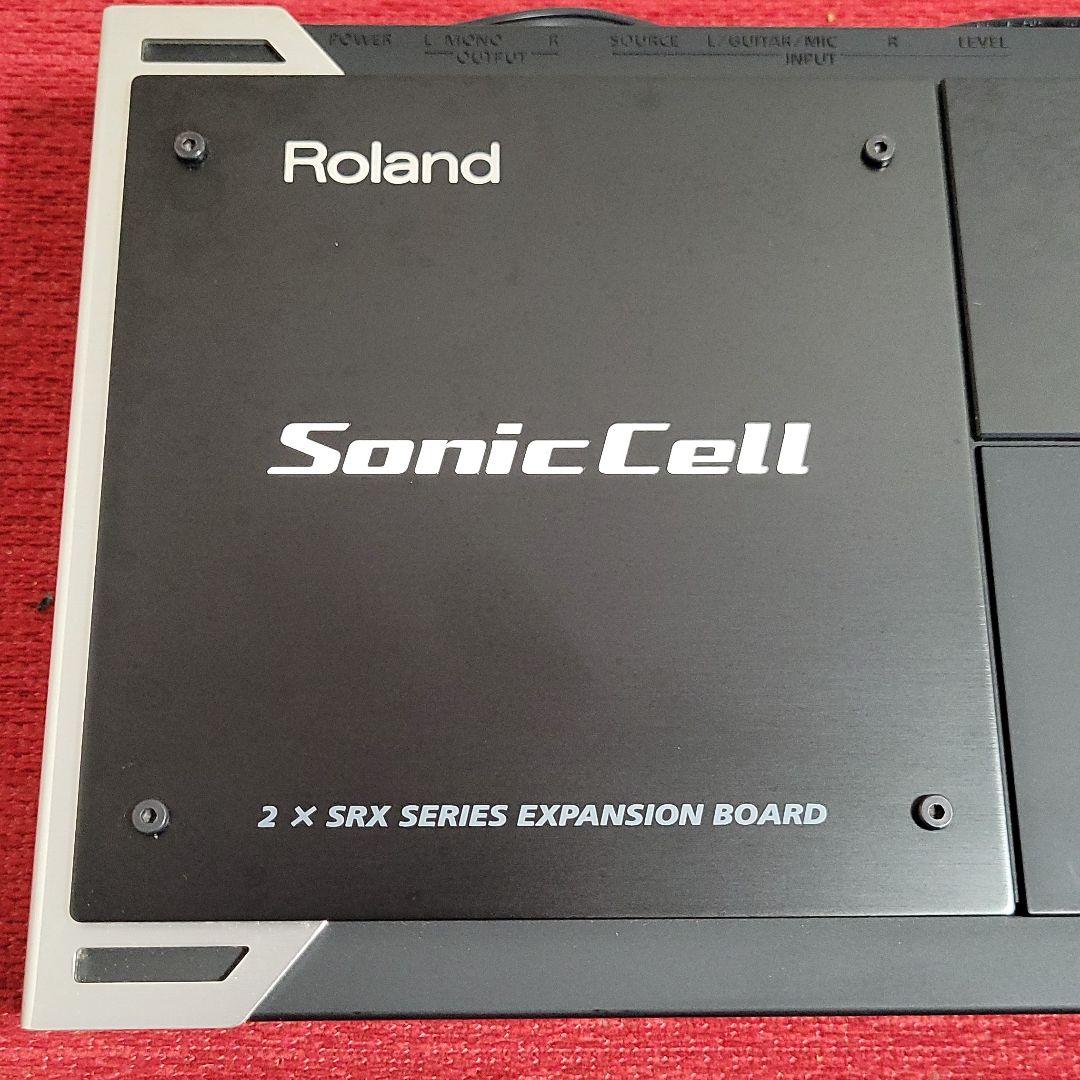 POWER L MONO R SOURCE L/GUITAR/MIC R LEVEL
OUTPUT INPUT
Roland
SonicCell
2 × SRX SERIES EXPANSION BOARD